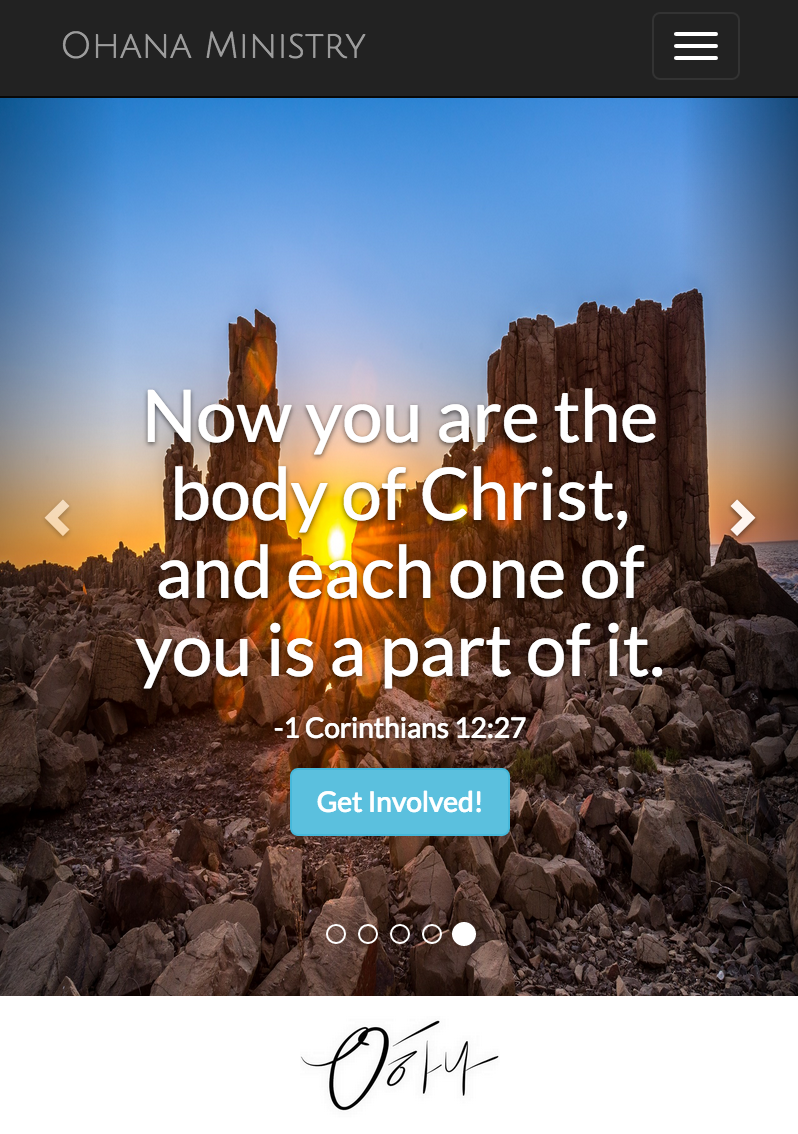 Ohana Ministry
Now you are the
body of Christ,
and each one of
you is a part of it.
-1 Corinthians 12:27
Get Involved!
오하나